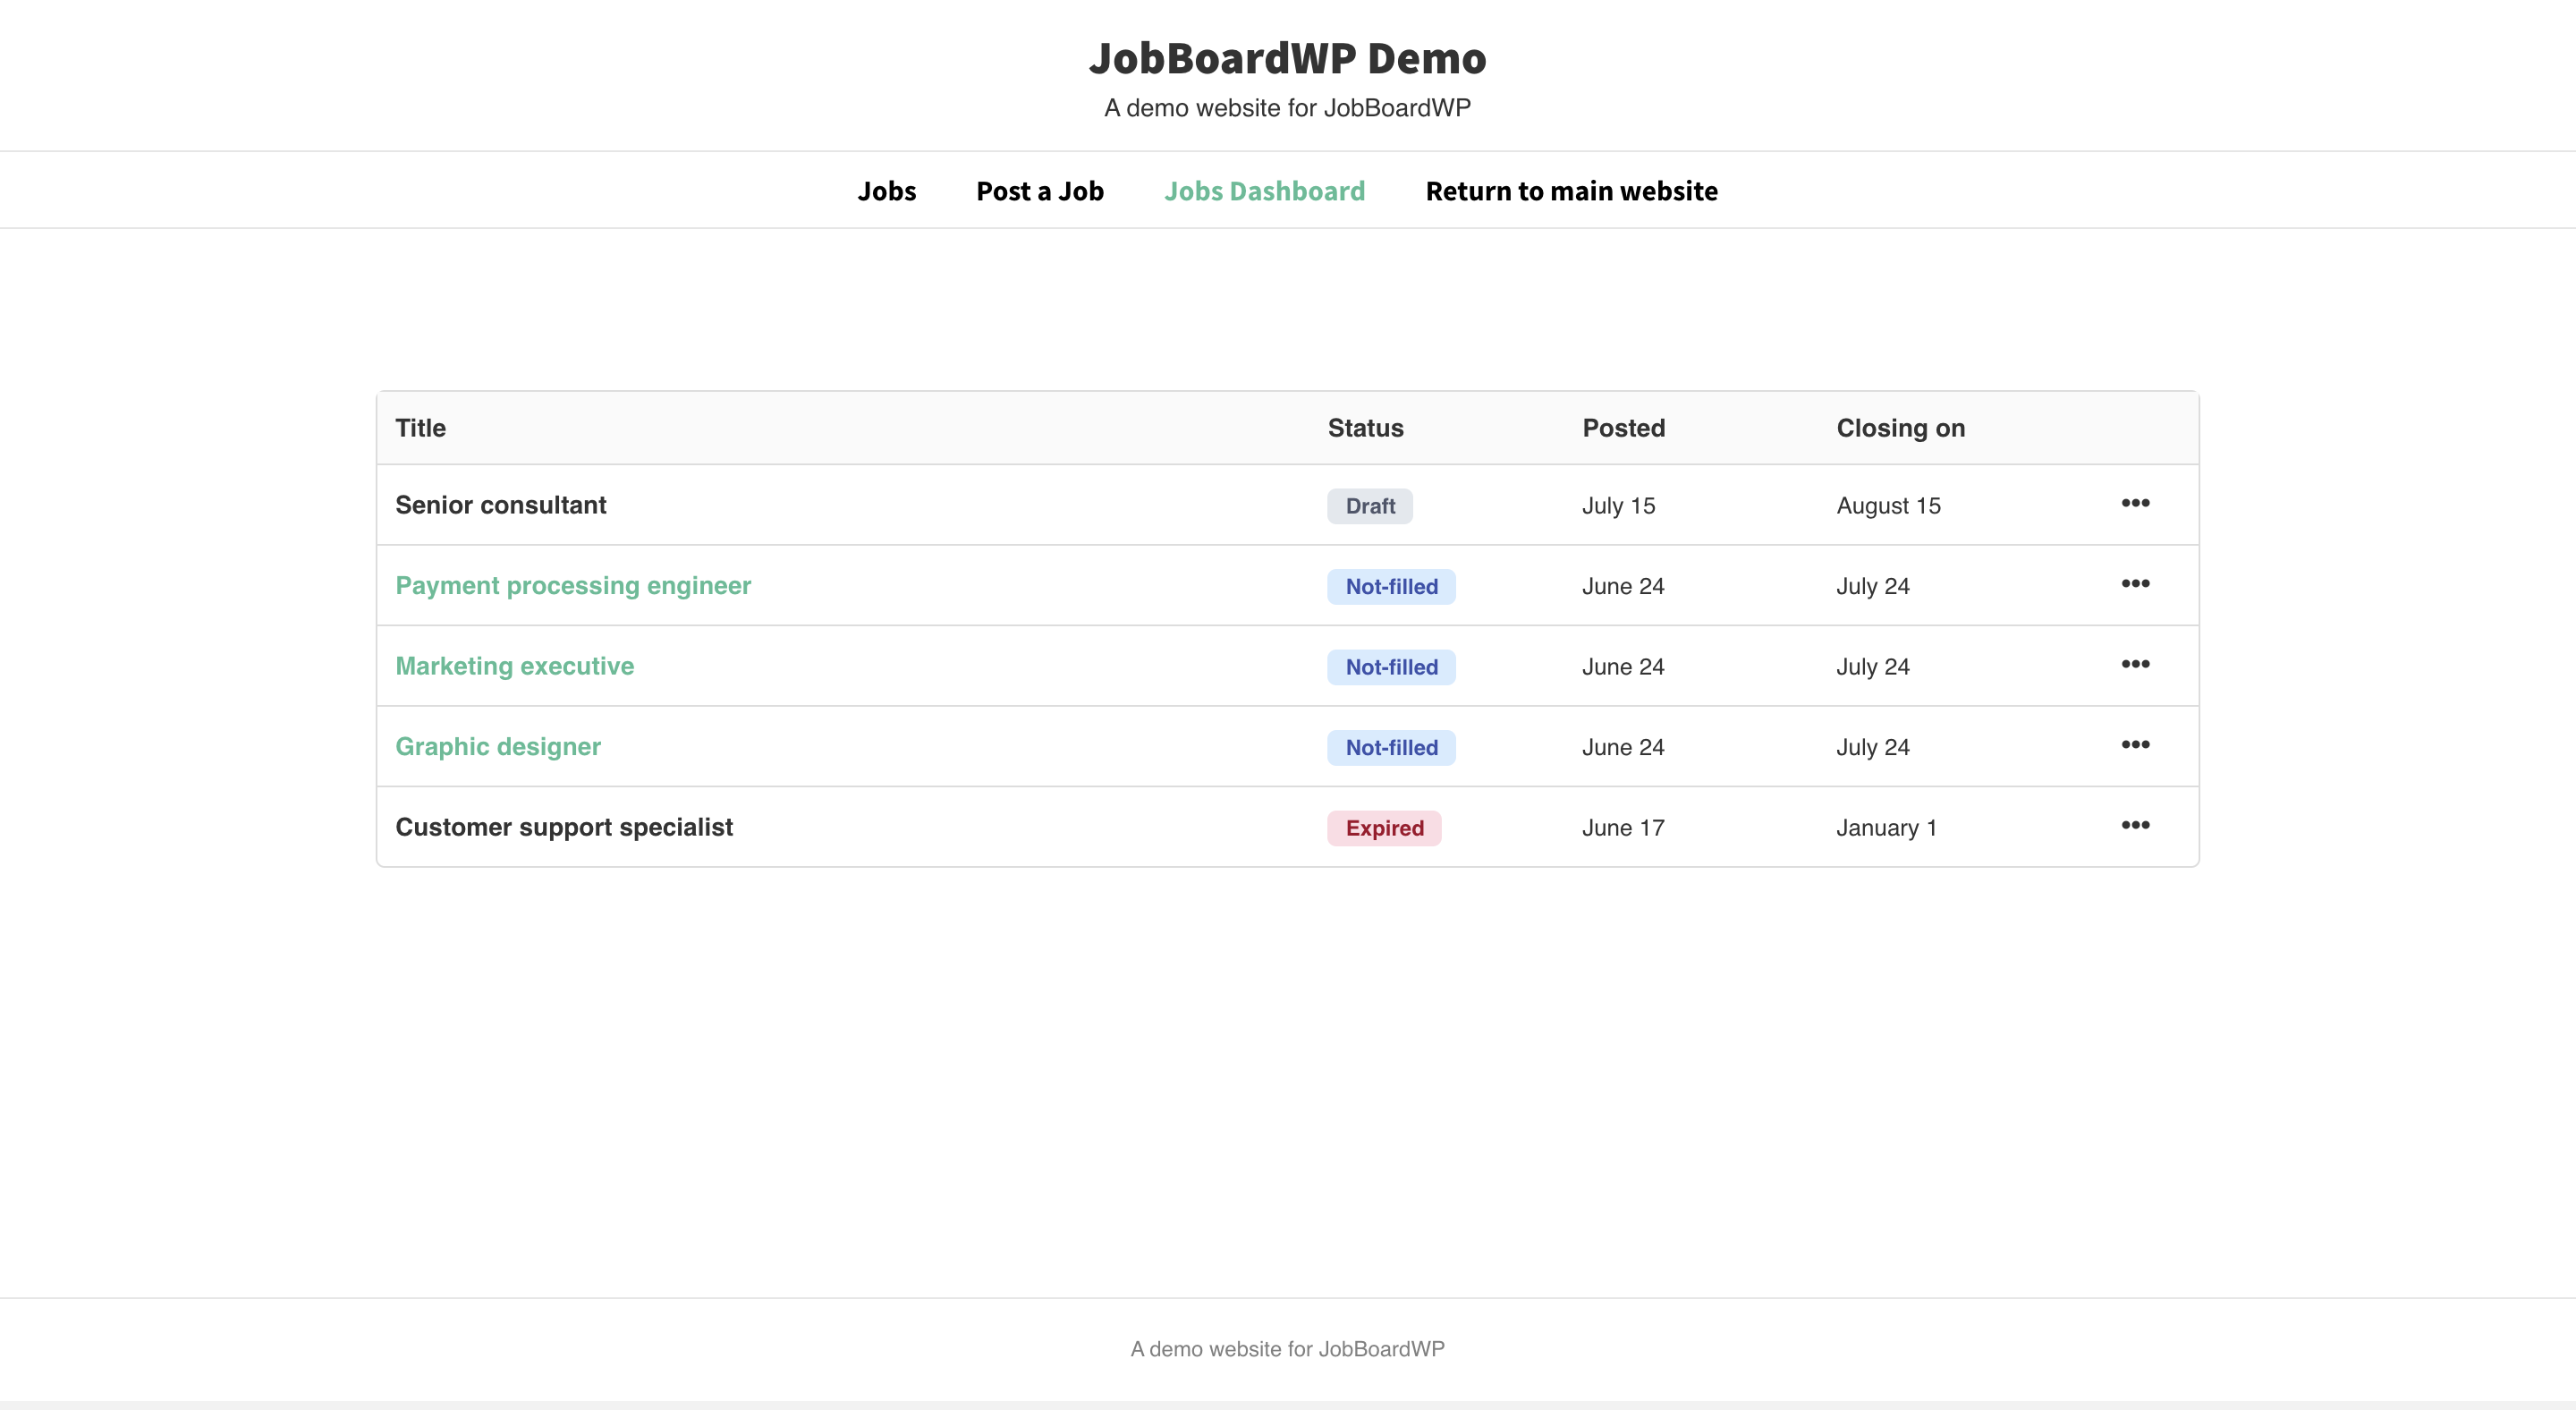 JobBoardWP Demo
A demo website for JobBoardWP
Jobs Post a Job Jobs Dashboard Return to main website
Title Status Posted Closing on
Senior consultant Draft July 15 August 15 •••
Payment processing engineer Not-filled June 24 July 24 •••
Marketing executive Not-filled June 24 July 24 •••
Graphic designer Not-filled June 24 July 24 •••
Customer support specialist Expired June 17 January 1 •••
A demo website for JobBoardWP